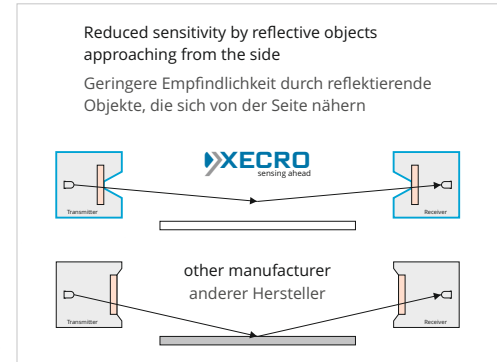 Reduced sensitivity by reflective objects
approaching from the side
Geringere Empfindlichkeit durch reflektierende
Objekte, die sich von der Seite nähern
XECRO
sensing ahead
Transmitter
Receiver
other manufacturer
anderer Hersteller
Transmitter
Receiver